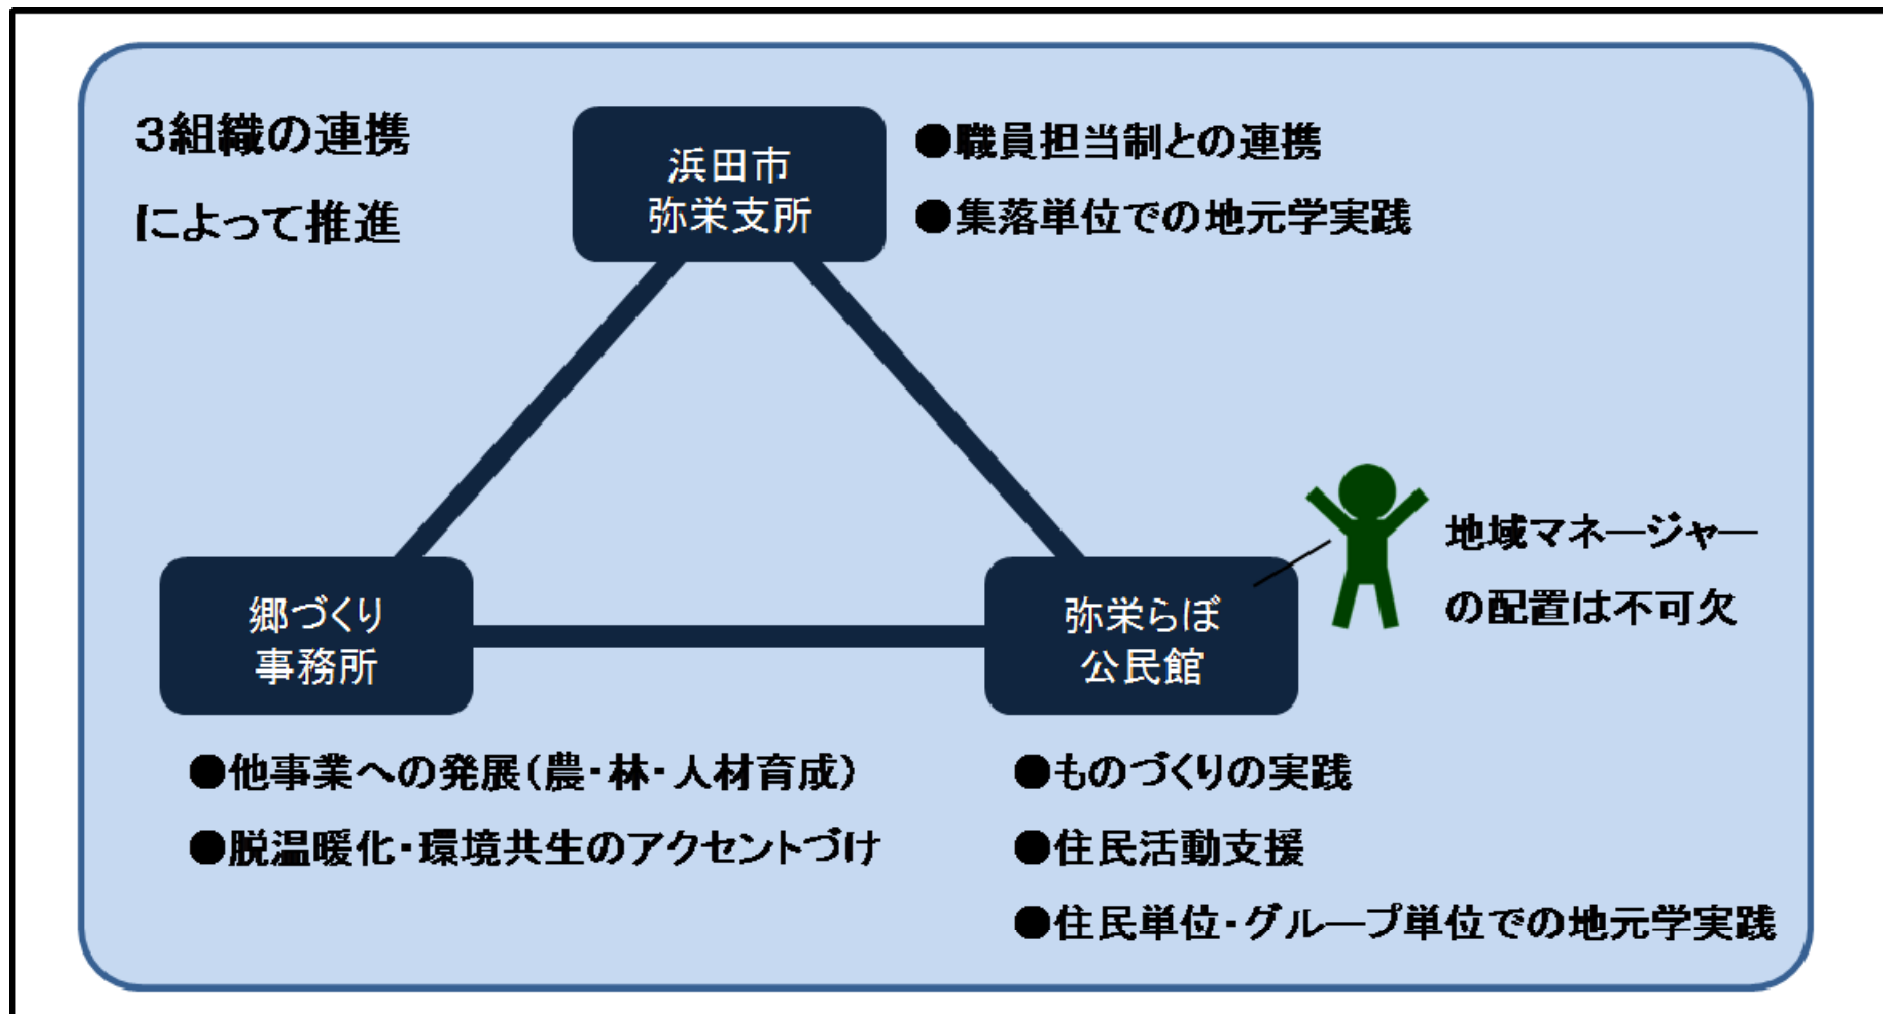 ３組織の連携
によって推進
浜田市
弥栄支所
●職員担当制との連携
●集落単位での地元学実践
地域マネージャー
の配置は不可欠
郷づくり
事務所
弥栄らぼ
公民館
●他事業への発展（農・林・人材育成）
●脱温暖化・環境共生のアクセントづけ
●ものづくりの実践
●住民活動支援
●住民単位・グループ単位での地元学実践